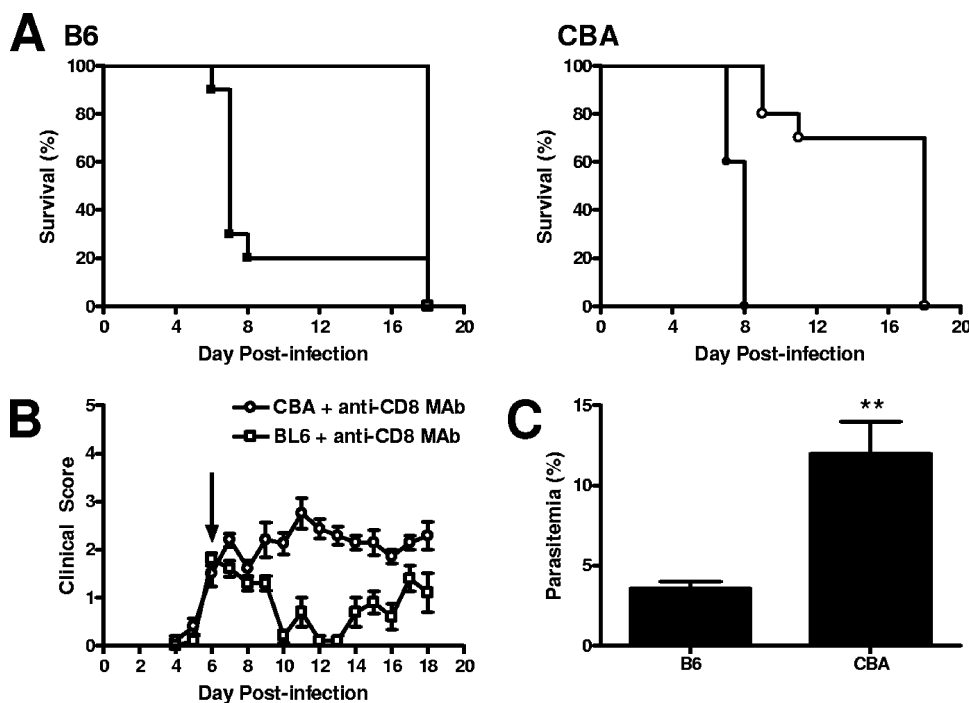 A
B6
100
80
60
40
20
0
Survival (%)
0 4 8 12 16 20
Day Post-infection
CBA
100
80
60
40
20
0
Survival (%)
0 4 8 12 16 20
Day Post-infection
B
5
4
3
2
1
0
Clinical Score
CBA + anti-CD8 MAb
BL6 + anti-CD8 MAb
0 2 4 6 8 10 12 14 16 18 20
Day Post-infection
C
15
10
5
0
Parasitemia (%)
**
B6 CBA